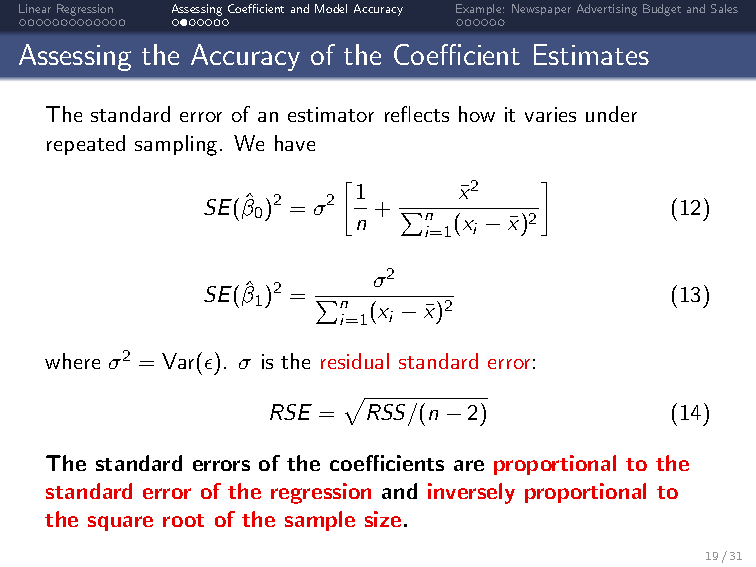 Linear Regression Assessing Coefficient and Model Accuracy Example: Newspaper Advertising Budget and Sales
Assessing the Accuracy of the Coefficient Estimates
The standard error of an estimator reflects how it varies under
repeated sampling. We have
SE(β̂₀)² = σ² [ 1/n + x̄² / ∑ⁿᵢ₌₁(xᵢ − x̄)² ] (12)
SE(β̂₁)² = σ² / ∑ⁿᵢ₌₁(xᵢ − x̄)² (13)
where σ² = Var(ϵ). σ is the residual standard error:
RSE = √RSS/(n − 2) (14)
The standard errors of the coefficients are proportional to the
standard error of the regression and inversely proportional to
the square root of the sample size.
19 / 31